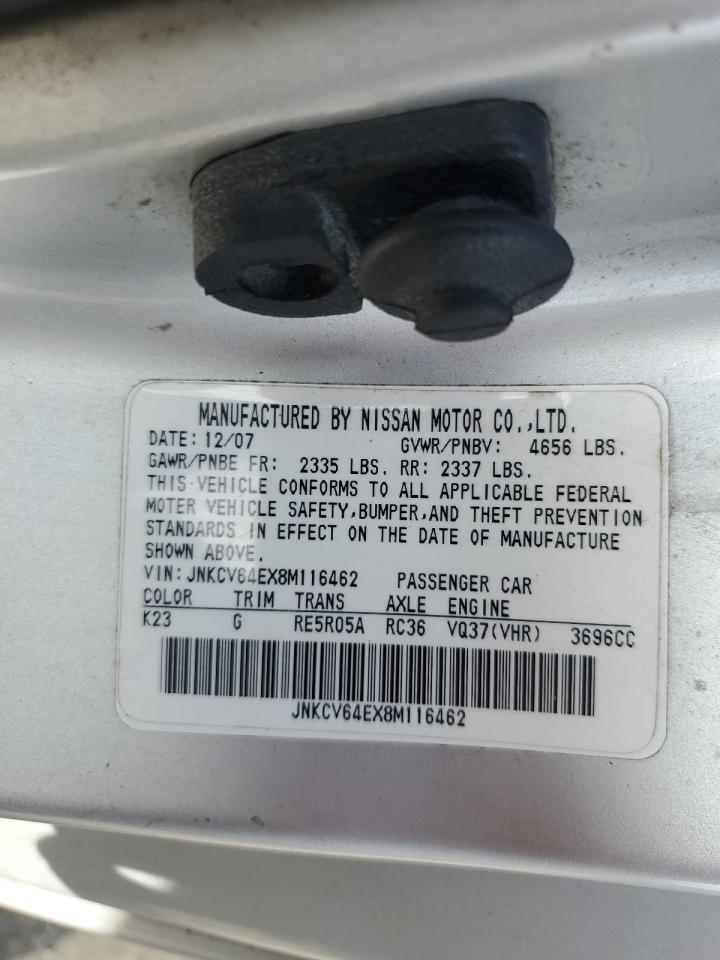 MANUFACTURED BY NISSAN MOTOR CO.,LTD.
DATE: 12/07 GVWR/PNBV: 4656 LBS.
GAWR/PNBE FR: 2335 LBS. RR: 2337 LBS.
THIS VEHICLE CONFORMS TO ALL APPLICABLE FEDERAL
MOTER VEHICLE SAFETY,BUMPER,AND THEFT PREVENTION
STANDARDS IN EFFECT ON THE DATE OF MANUFACTURE
SHOWN ABOVE.
VIN: JNKCV64EX8M116462 PASSENGER CAR
COLOR TRIM TRANS AXLE ENGINE
K23 G RE5R05A RC36 VQ37(VHR) 3696CC
JNKCV64EX8M116462